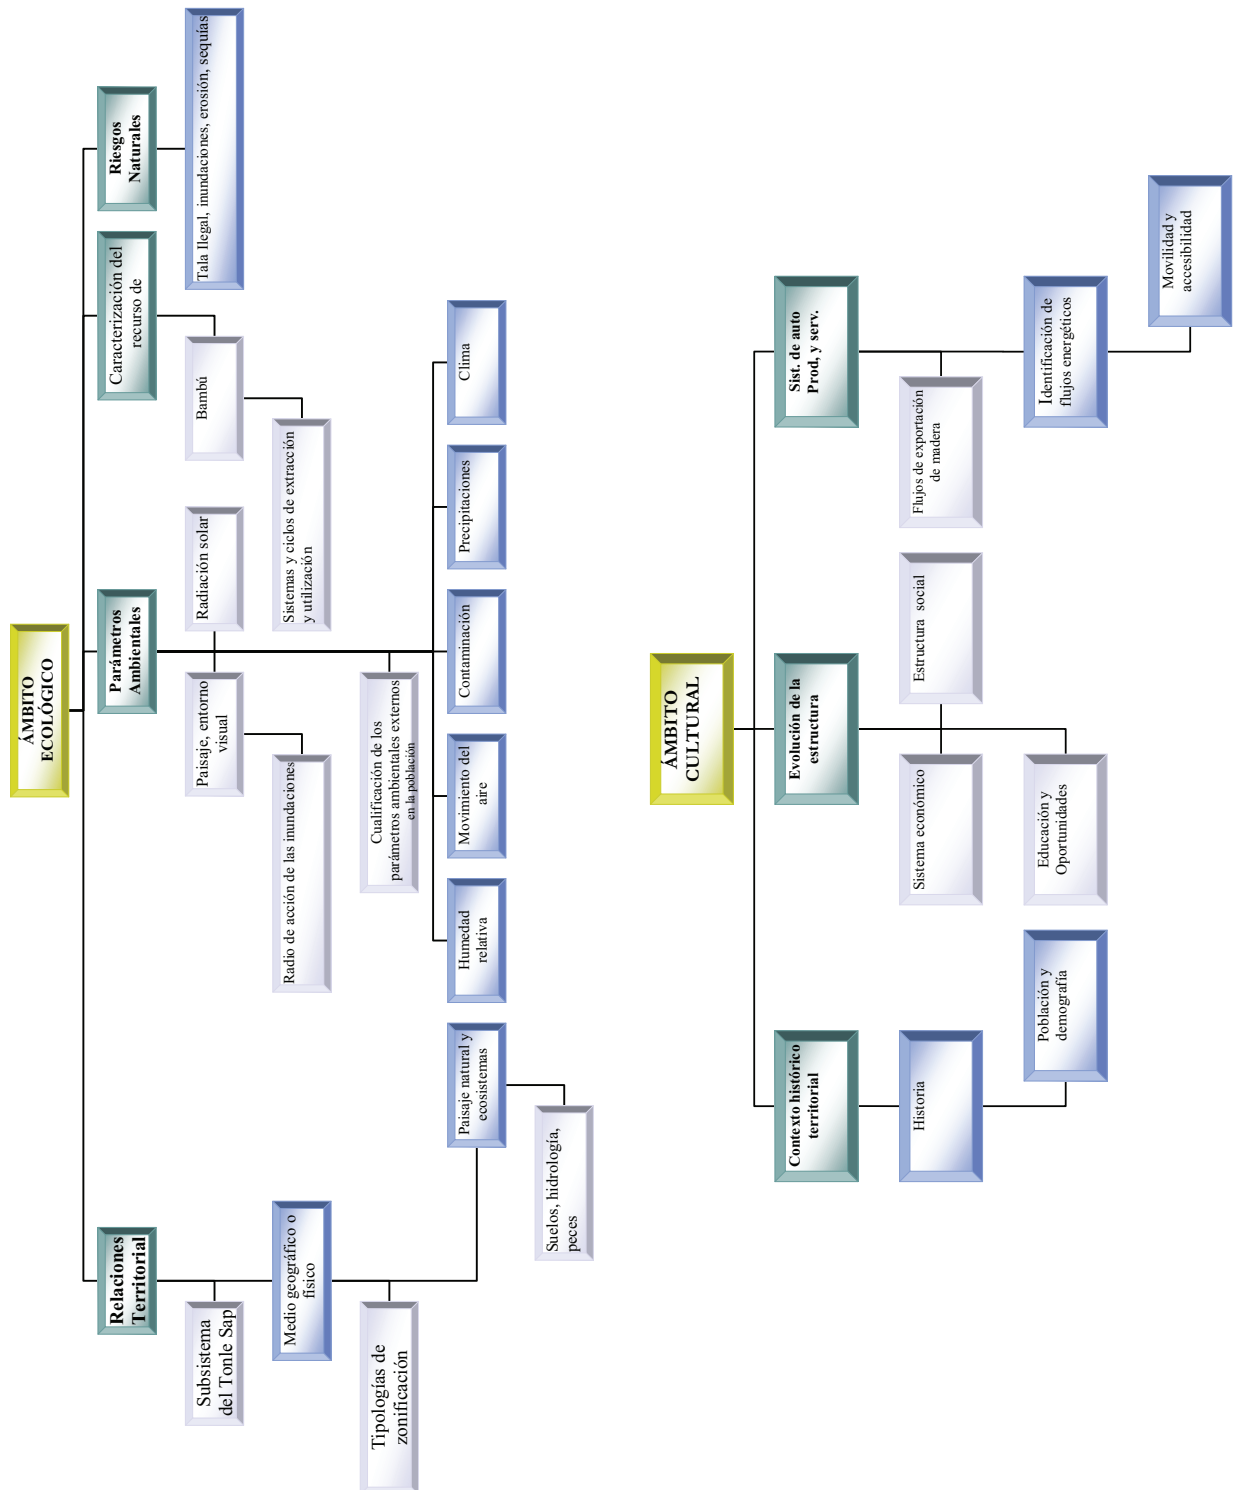 ÁMBITO
ECOLÓGICO
Relaciones
Territorial
Parámetros
Ambientales
Caracterización del
recurso de
Riesgos
Naturales
Subsistema
del Tonle Sap
Paisaje, entorno
visual
Radiación solar
Bambú
Tala Ilegal, inundaciones, erosión, sequías
Medio geográfico o
físico
Radio de acción de las inundaciones
Sistemas y ciclos de extracción
y utilización
Tipologías de
zonificación
Cualificación de los
parámetros ambientales externos
en la población
Paisaje natural y
ecosistemas
Humedad
relativa
Movimiento del
aire
Contaminación
Precipitaciones
Clima
Suelos, hidrología,
peces
ÁMBITO
CULTURAL
Contexto histórico
territorial
Evolución de la
estructura
Sist. de auto
Prod, y serv.
Historia
Sistema económico
Estructura social
Flujos de exportación
de madera
Población y
demografía
Educación y
Oportunidades
Identificación de
flujos energéticos
Movilidad y
accesibilidad